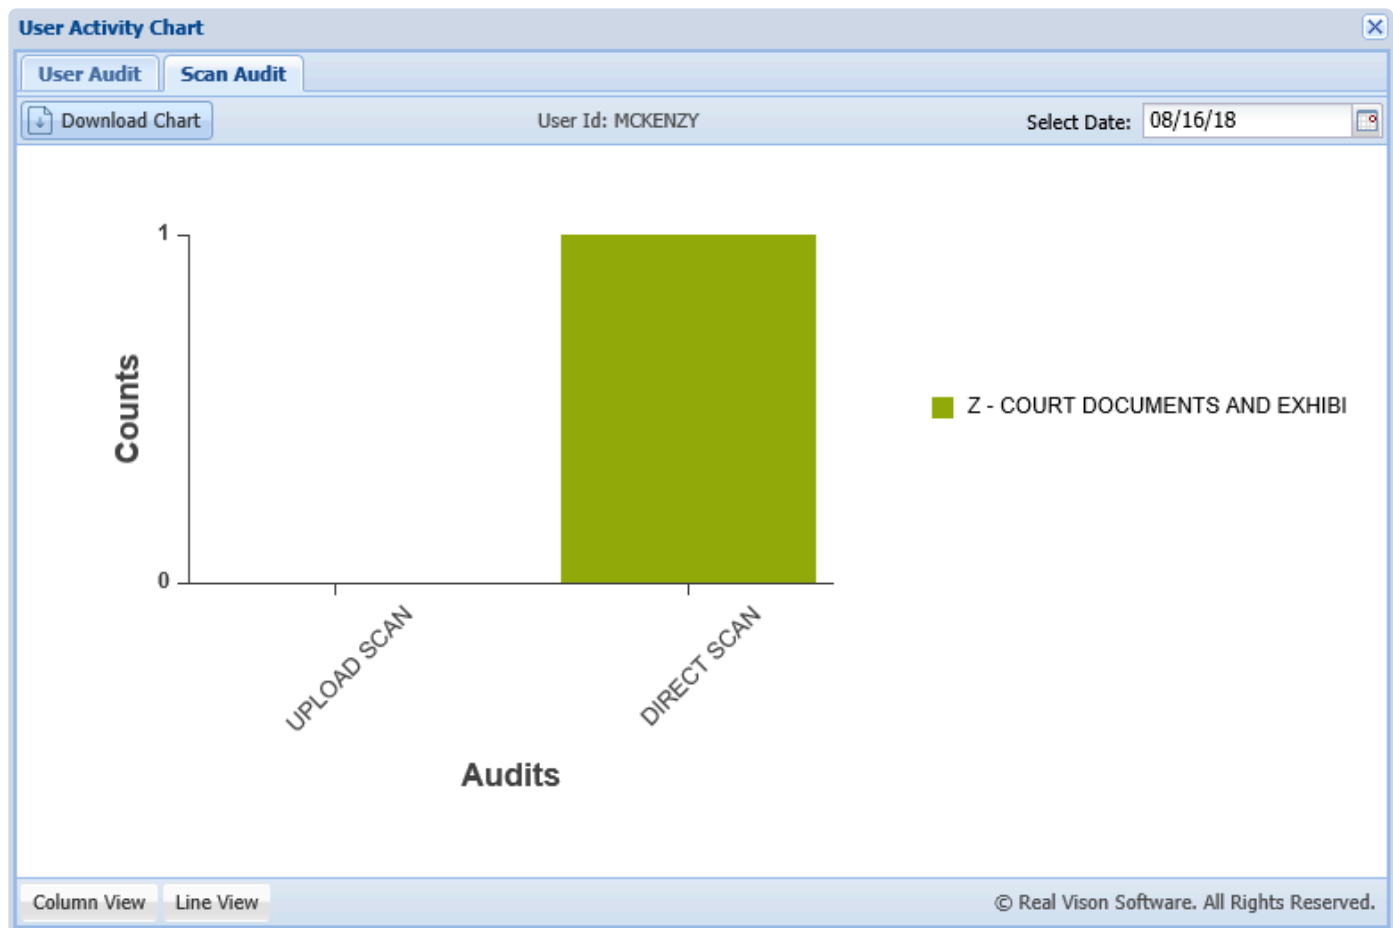 User Activity Chart
User Audit
Scan Audit
Download Chart
User Id: MCKENZY
Select Date:
08/16/18
1
Counts
0
UPLOAD SCAN
DIRECT SCAN
Audits
Z - COURT DOCUMENTS AND EXHIBI
Column View
Line View
© Real Vison Software. All Rights Reserved.